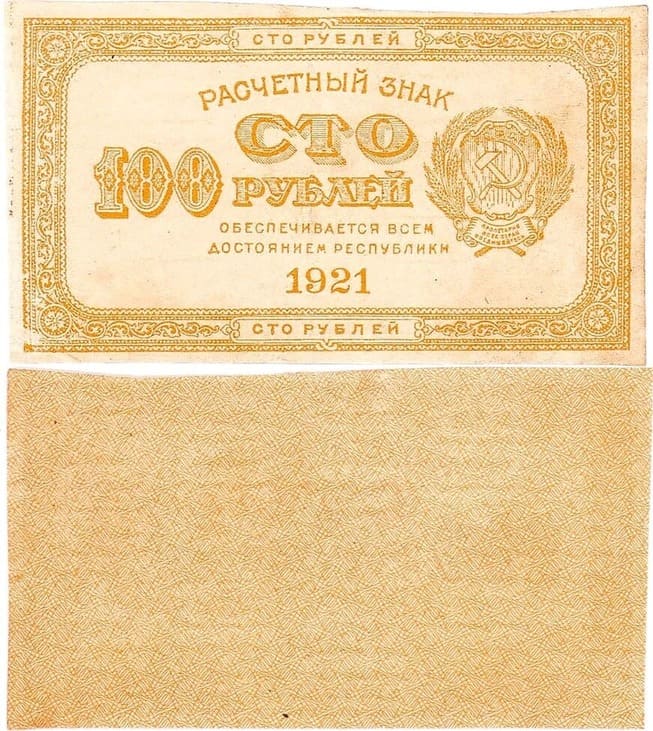 СТО РУБЛЕЙ
РАСЧЕТНЫЙ ЗНАК
100 СТО
РУБЛЕЙ
ОБЕСПЕЧИВАЕТСЯ ВСЕМ
ДОСТОЯНИЕМ РЕСПУБЛИКИ
1921
СТО РУБЛЕЙ